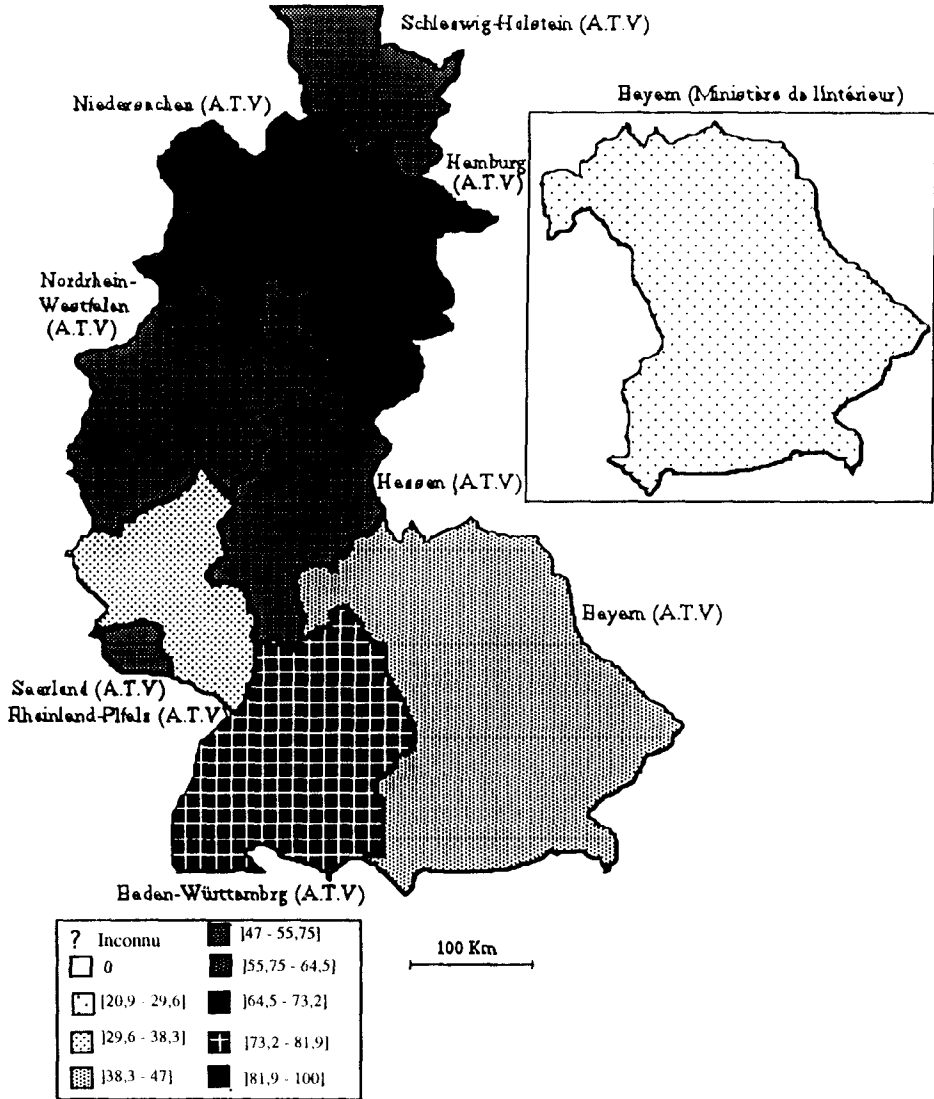 Schleswig-Holstein (A.T.V)
Niedersachen (A.T.V)
Bayern (Ministère de l'intérieur)
Hamburg
(A.T.V)
Nordrhein-
Westfalen
(A.T.V)
Hessen (A.T.V)
Bayern (A.T.V)
Saarland (A.T.V)
Rheinland-Plfals (A.T.V)
Baden-Württambrg (A.T.V)
? Inconnu
0
[20,9 - 29,6]
]29,6 - 38,3]
]38,3 - 47]
]47 - 55,75]
]55,75 - 64,5]
]64,5 - 73,2]
]73,2 - 81,9]
]81,9 - 100]
100 Km